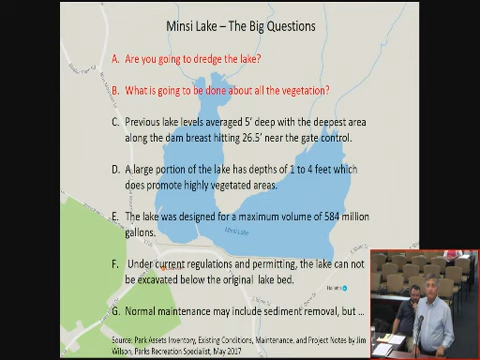 Minsi Lake – The Big Questions
A. Are you going to dredge the lake?
B. What is going to be done about all the vegetation?
C. Previous lake levels averaged 5’ deep with the deepest area
along the dam breast hitting 26.5’ near the gate control.
D. A large portion of the lake has depths of 1 to 4 feet which
does promote highly vegetated areas.
E. The lake was designed for a maximum volume of 584 million
gallons.
Minsi Lake
F. Under current regulations and permitting, the lake can not
be excavated below the original lake bed.
G. Normal maintenance may include sediment removal, but …
Source: Park Assets Inventory, Existing Conditions, Maintenance, and Project Notes by Jim
Wilson, Parks Recreation Specialist, May 2017